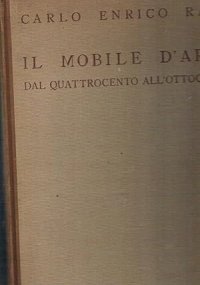 CARLO ENRICO RA
IL MOBILE D'AR
DAL QUATTROCENTO ALL'OTTOC